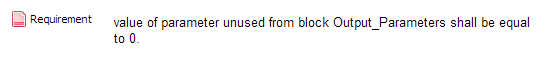 Requirement value of parameter unused from block Output_Parameters shall be equal
to 0.